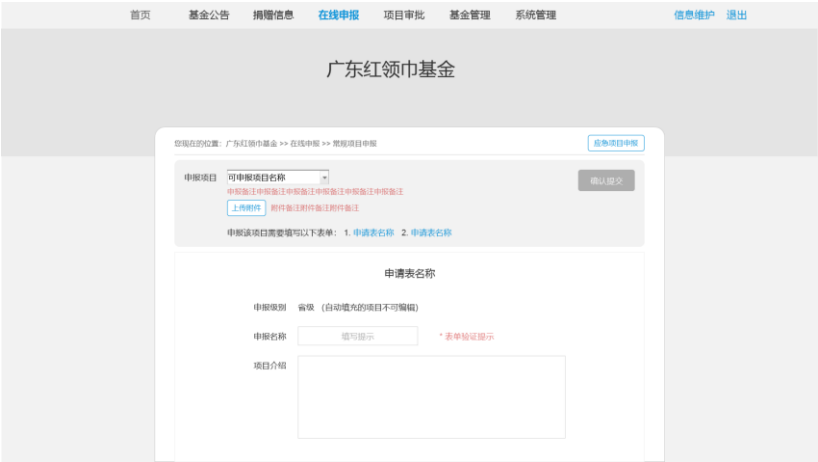 首页 基金公告 捐赠信息 在线申报 项目审批 基金管理 系统管理 信息维护 退出
广东红领巾基金
您现在的位置：广东红领巾基金 >> 在线申报 >> 常规项目申报 应急项目申报
申报项目 可申报项目名称 确认提交
申报备注申报备注申报备注申报备注申报备注申报备注
上传附件 附件备注附件备注附件备注
申报该项目需要填写以下表单： 1. 申请表名称 2. 申请表名称
申请表名称
申报级别 省级 (自动填充的项目不可编辑)
申报名称 填写提示 * 表单验证提示
项目介绍